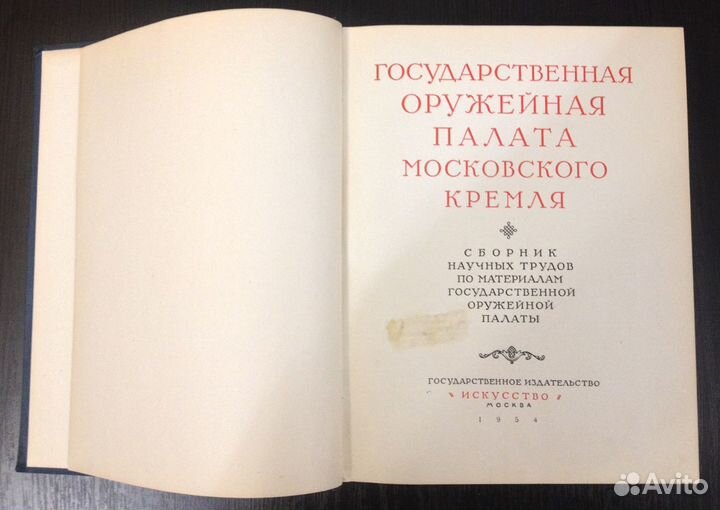 ГОСУДАРСТВЕННАЯ
ОРУЖЕЙНАЯ
ПАЛАТА
МОСКОВСКОГО
КРЕМЛЯ
СБОРНИК
НАУЧНЫХ ТРУДОВ
ПО МАТЕРИАЛАМ
ГОСУДАРСТВЕННОЙ
ОРУЖЕЙНОЙ
ПАЛАТЫ
ГОСУДАРСТВЕННОЕ ИЗДАТЕЛЬСТВО
ИСКУССТВО
МОСКВА
1954
Avito